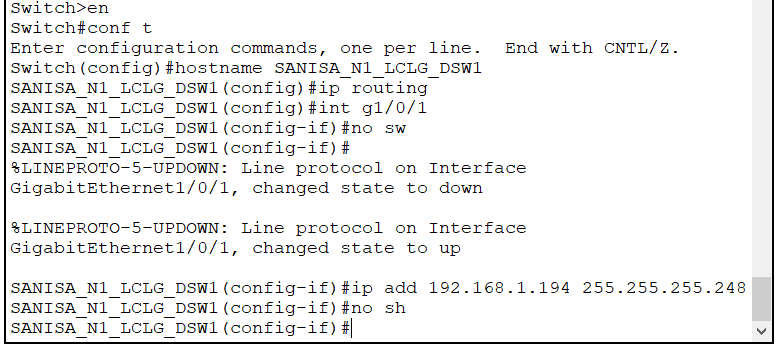 Switch>en
Switch#conf t
Enter configuration commands, one per line.  End with CNTL/Z.
Switch(config)#hostname SANISA_N1_LCLG_DSW1
SANISA_N1_LCLG_DSW1(config)#ip routing
SANISA_N1_LCLG_DSW1(config)#int g1/0/1
SANISA_N1_LCLG_DSW1(config-if)#no sw
SANISA_N1_LCLG_DSW1(config-if)#
%LINEPROTO-5-UPDOWN: Line protocol on Interface
GigabitEthernet1/0/1, changed state to down
%LINEPROTO-5-UPDOWN: Line protocol on Interface
GigabitEthernet1/0/1, changed state to up
SANISA_N1_LCLG_DSW1(config-if)#ip add 192.168.1.194 255.255.255.248
SANISA_N1_LCLG_DSW1(config-if)#no sh
SANISA_N1_LCLG_DSW1(config-if)#